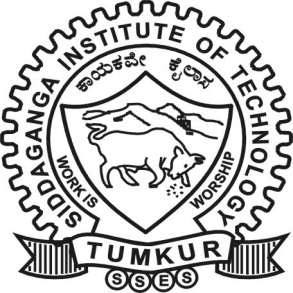 SIDDAGANGA INSTITUTE OF TECHNOLOGY
ಕಾಯಕವೇ ಕೈಲಾಸ
WORK IS WORSHIP
TUMKUR
SSES